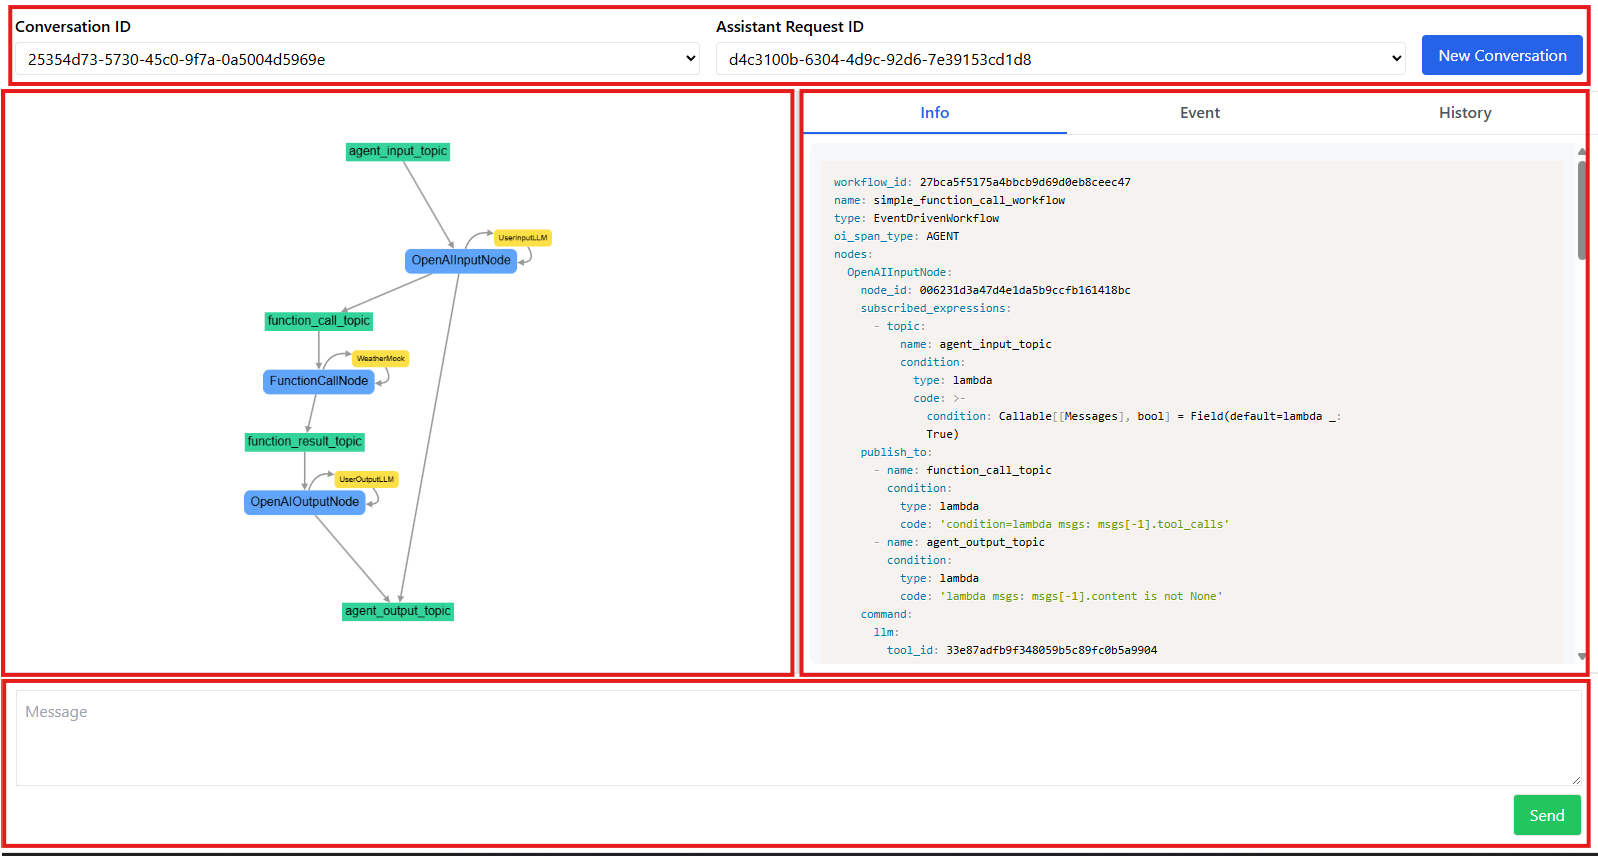 Conversation ID
25354d73-5730-45c0-9f7a-0a5004d5969e
Assistant Request ID
d4c3100b-6304-4d9c-92d6-7e39153cd1d8
New Conversation
agent_input_topic
UserInputLLM
OpenAIInputNode
function_call_topic
WeatherMock
FunctionCallNode
function_result_topic
UserOutputLLM
OpenAIOutputNode
agent_output_topic
Info
Event
History
workflow_id: 27bca5f5175a4bbcb9d69d0eb8ceec47
name: simple_function_call_workflow
type: EventDrivenWorkflow
oi_span_type: AGENT
nodes:
OpenAIInputNode:
node_id: 006231d3a47d4e1da5b9ccfb161418bc
subscribed_expressions:
- topic:
name: agent_input_topic
condition:
type: lambda
code: >-
condition: Callable[[Messages], bool] = Field(default=lambda _:
True)
publish_to:
- name: function_call_topic
condition:
type: lambda
code: 'condition=lambda msgs: msgs[-1].tool_calls'
- name: agent_output_topic
condition:
type: lambda
code: 'lambda msgs: msgs[-1].content is not None'
command:
llm:
tool_id: 33e87adfb9f348059b5c89fc0b5a9904
Message
Send